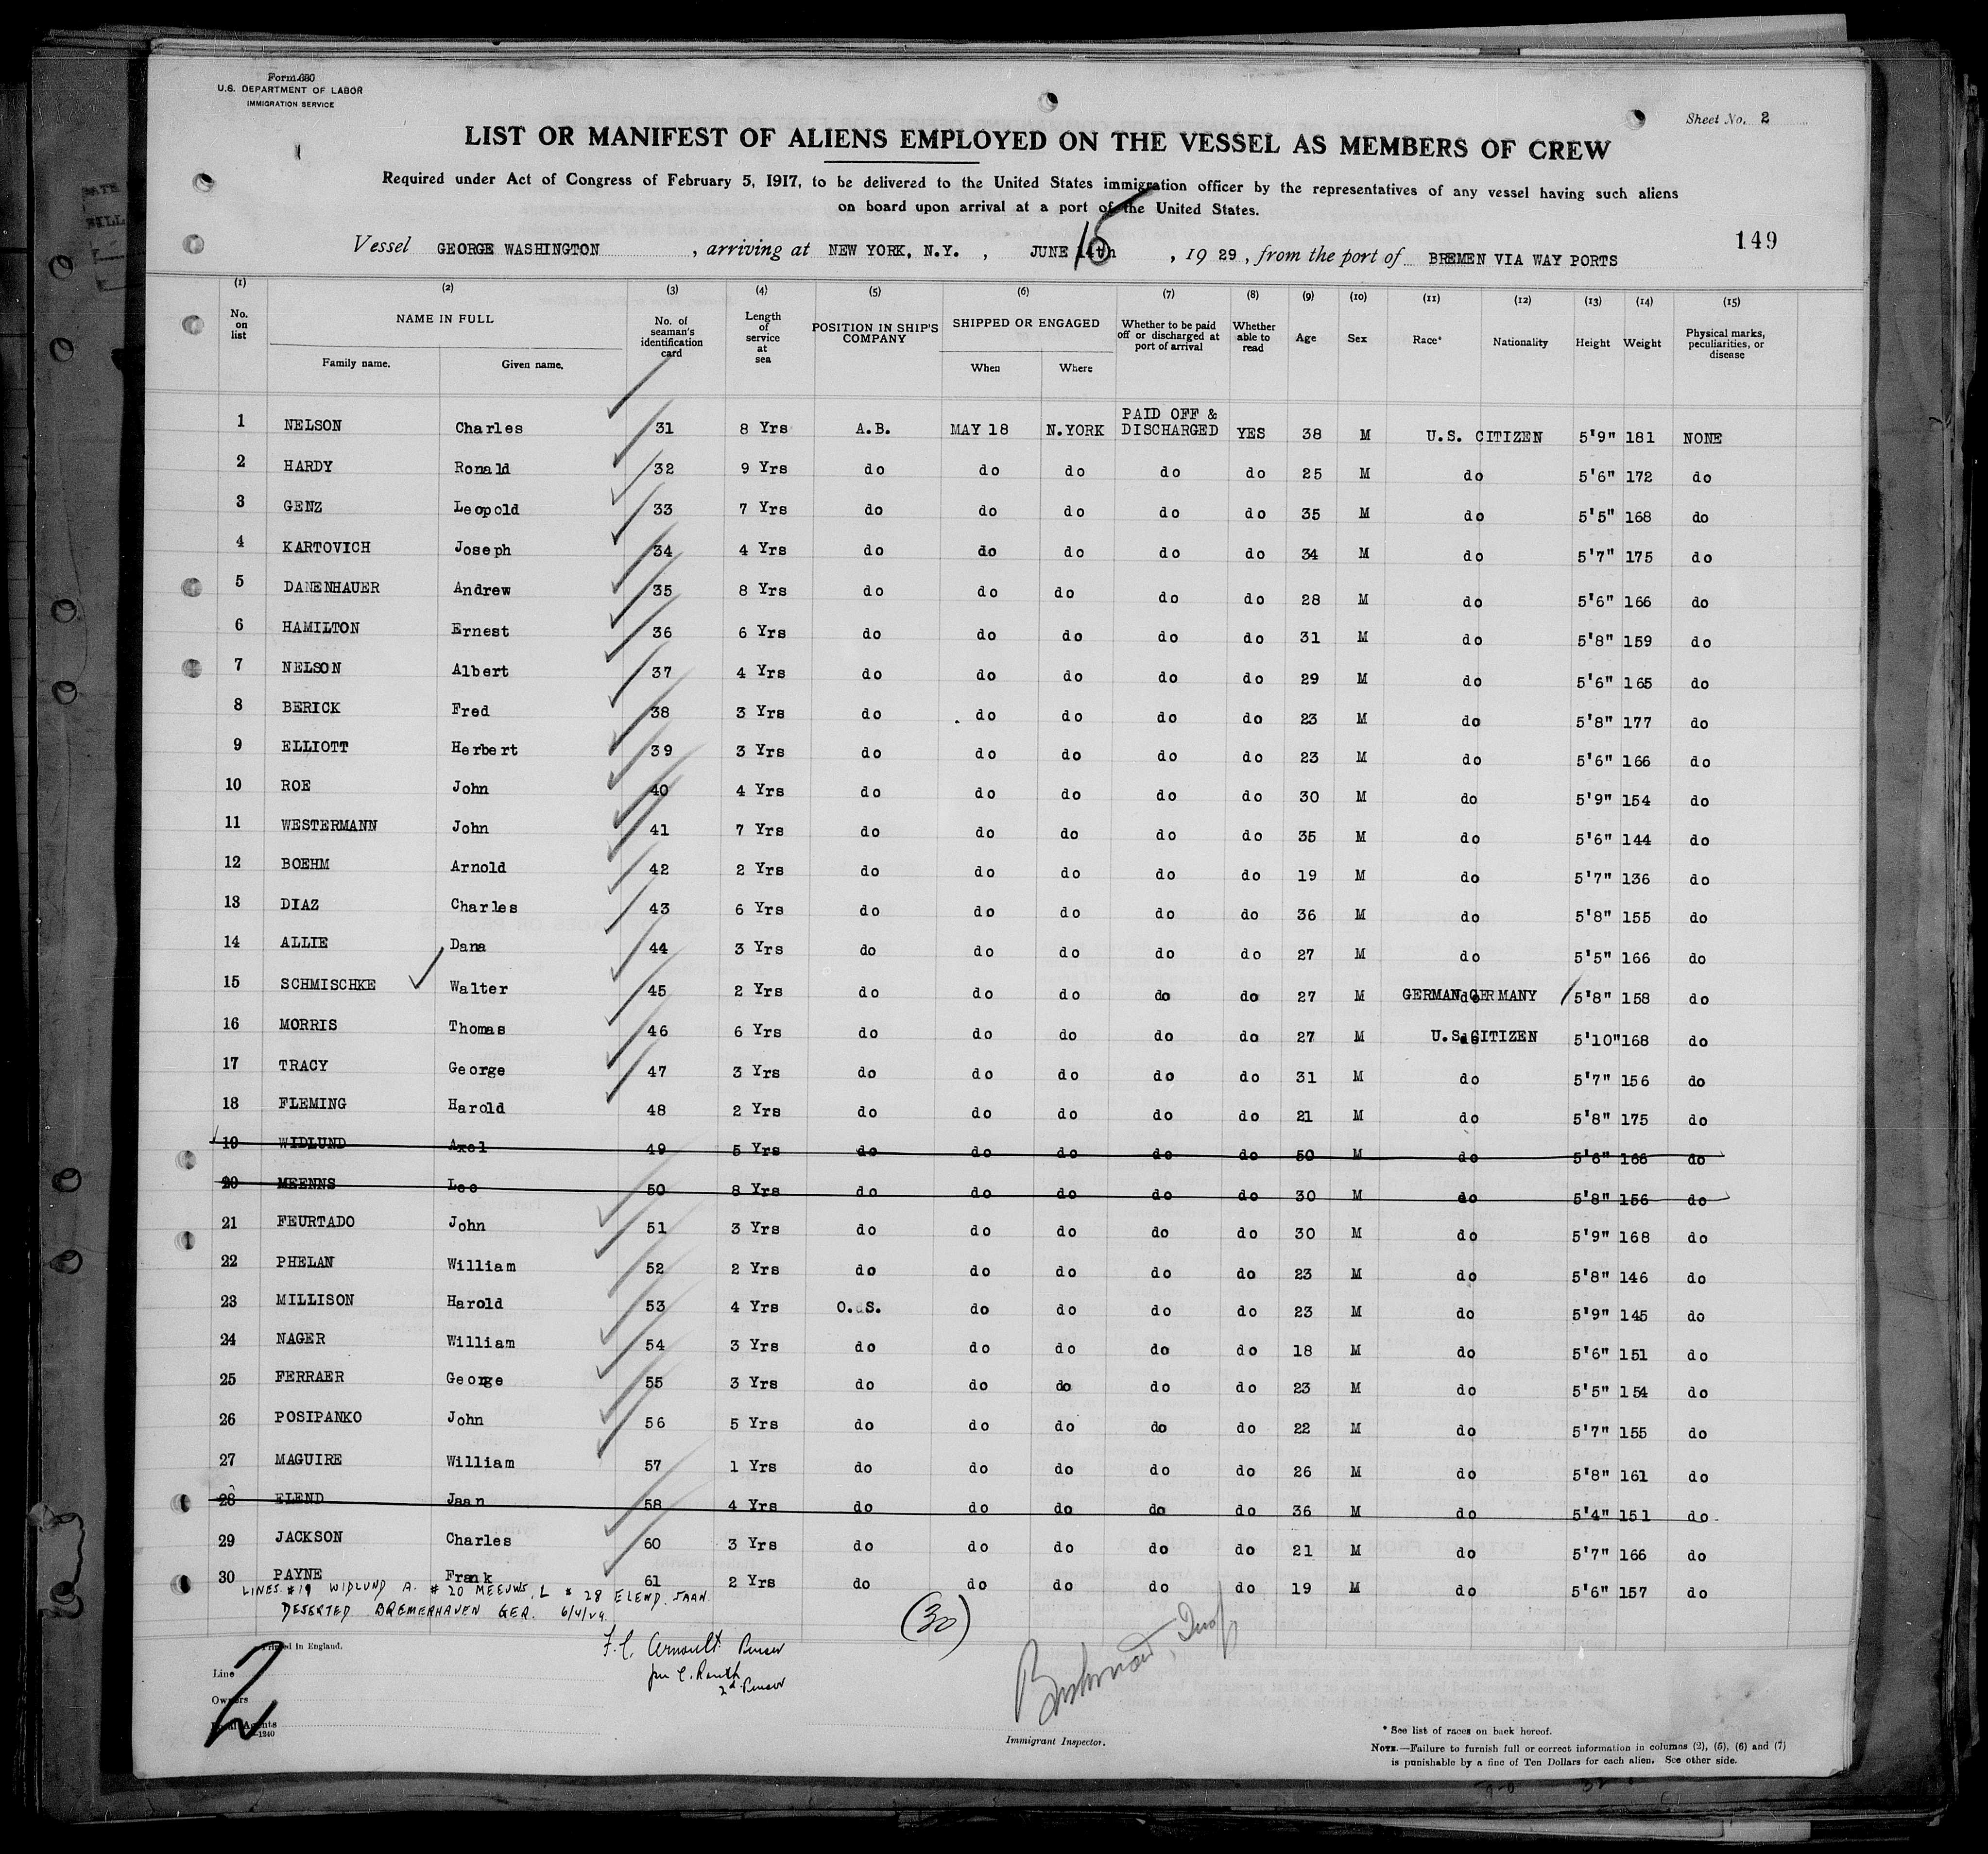 Form 680
U.S. DEPARTMENT OF LABOR
IMMIGRATION SERVICE
Sheet No. 2
LIST OR MANIFEST OF ALIENS EMPLOYED ON THE VESSEL AS MEMBERS OF CREW
Required under Act of Congress of February 5, 1917, to be delivered to the United States immigration officer by the representatives of any vessel having such aliens
on board upon arrival at a port of the United States.
149
Vessel GEORGE WASHINGTON , arriving at NEW YORK, N.Y. , JUNE 15 , 19 29 , from the port of BREMEN VIA WAY PORTS
(1) (2) (3) (4) (5) (6) (7) (8) (9) (10) (11) (12) (13) (14) (15)
No. on list NAME IN FULL Family name. Given name. No. of seaman's identification card Length of service at sea POSITION IN SHIP'S COMPANY SHIPPED OR ENGAGED When Where Whether to be paid off or discharged at port of arrival Whether able to read Age Sex Race* Nationality Height Weight Physical marks, peculiarities, or disease
1 NELSON Charles 31 8 Yrs A.B. MAY 18 N.YORK PAID OFF & DISCHARGED YES 38 M U.S. CITIZEN 5'9" 181 NONE
2 HARDY Ronald 32 9 Yrs do do do do do 25 M do 5'6" 172 do
3 GENZ Leopold 33 7 Yrs do do do do do 35 M do 5'5" 168 do
4 KARTOVICH Joseph 34 4 Yrs do do do do do 34 M do 5'7" 175 do
5 DANENHAUER Andrew 35 8 Yrs do do do do do 28 M do 5'6" 166 do
6 HAMILTON Ernest 36 6 Yrs do do do do do 31 M do 5'8" 159 do
7 NELSON Albert 37 4 Yrs do do do do do 29 M do 5'6" 165 do
8 BERICK Fred 38 3 Yrs do do do do do 23 M do 5'8" 177 do
9 ELLIOTT Herbert 39 3 Yrs do do do do do 23 M do 5'6" 166 do
10 ROE John 40 4 Yrs do do do do do 30 M do 5'9" 154 do
11 WESTERMANN John 41 7 Yrs do do do do do 35 M do 5'6" 144 do
12 BOEHM Arnold 42 2 Yrs do do do do do 19 M do 5'7" 136 do
13 DIAZ Charles 43 6 Yrs do do do do do 36 M do 5'8" 155 do
14 ALLIE Dana 44 3 Yrs do do do do do 27 M do 5'5" 166 do
15 SCHMISCHKE Walter 45 2 Yrs do do do do do 27 M GERMAN GERMANY 5'8" 158 do
16 MORRIS Thomas 46 6 Yrs do do do do do 27 M U.S. CITIZEN 5'10" 168 do
17 TRACY George 47 3 Yrs do do do do do 31 M do 5'7" 156 do
18 FLEMING Harold 48 2 Yrs do do do do do 21 M do 5'8" 175 do
19 WIDLUND Axel 49 5 Yrs do do do do do 50 M do 5'6" 166 do
20 MEENNS Leo 50 8 Yrs do do do do do 30 M do 5'8" 156 do
21 FEURTADO John 51 3 Yrs do do do do do 30 M do 5'9" 168 do
22 PHELAN William 52 2 Yrs do do do do do 23 M do 5'8" 146 do
23 MILLISON Harold 53 4 Yrs O.S. do do do do 23 M do 5'9" 145 do
24 NAGER William 54 3 Yrs do do do do do 18 M do 5'6" 151 do
25 FERRAER George 55 3 Yrs do do do do do 23 M do 5'5" 154 do
26 POSIPANKO John 56 5 Yrs do do do do do 22 M do 5'7" 155 do
27 MAGUIRE William 57 1 Yrs do do do do do 26 M do 5'8" 161 do
28 ELEND Jaan 58 4 Yrs do do do do do 36 M do 5'4" 151 do
29 JACKSON Charles 60 3 Yrs do do do do do 21 M do 5'7" 166 do
30 PAYNE Frank 61 2 Yrs do do do do do 19 M do 5'6" 157 do
LINES #19 WIDLUND A. #20 MEEUWS, L # 28 ELEND, JAAN
DESERTED BREMERHAVEN GER. 6/4/29.
(30)
Printed in England.
F. C. Arnoult Purser
per C. Rauth
2d Purser
Line
Owners
Local Agents
2
Immigrant Inspector.
* See list of races on back hereof.
NOTE.—Failure to furnish full or correct information in columns (2), (5), (6) and (7)
is punishable by a fine of Ten Dollars for each alien. See other side.